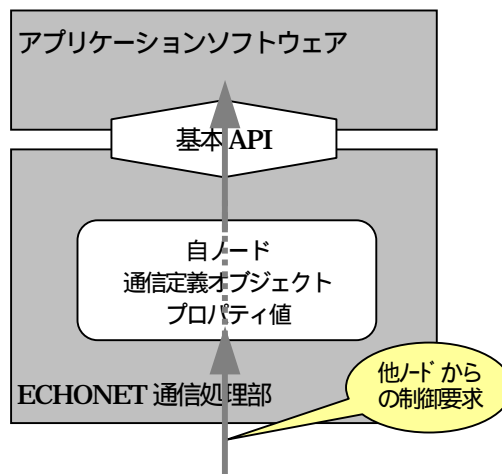 アプリケーションソフトウェア
基本 API
自ノード
通信定義オブジェクト
プロパティ値
ECHONET 通信処理部
他ノードから
の制御要求